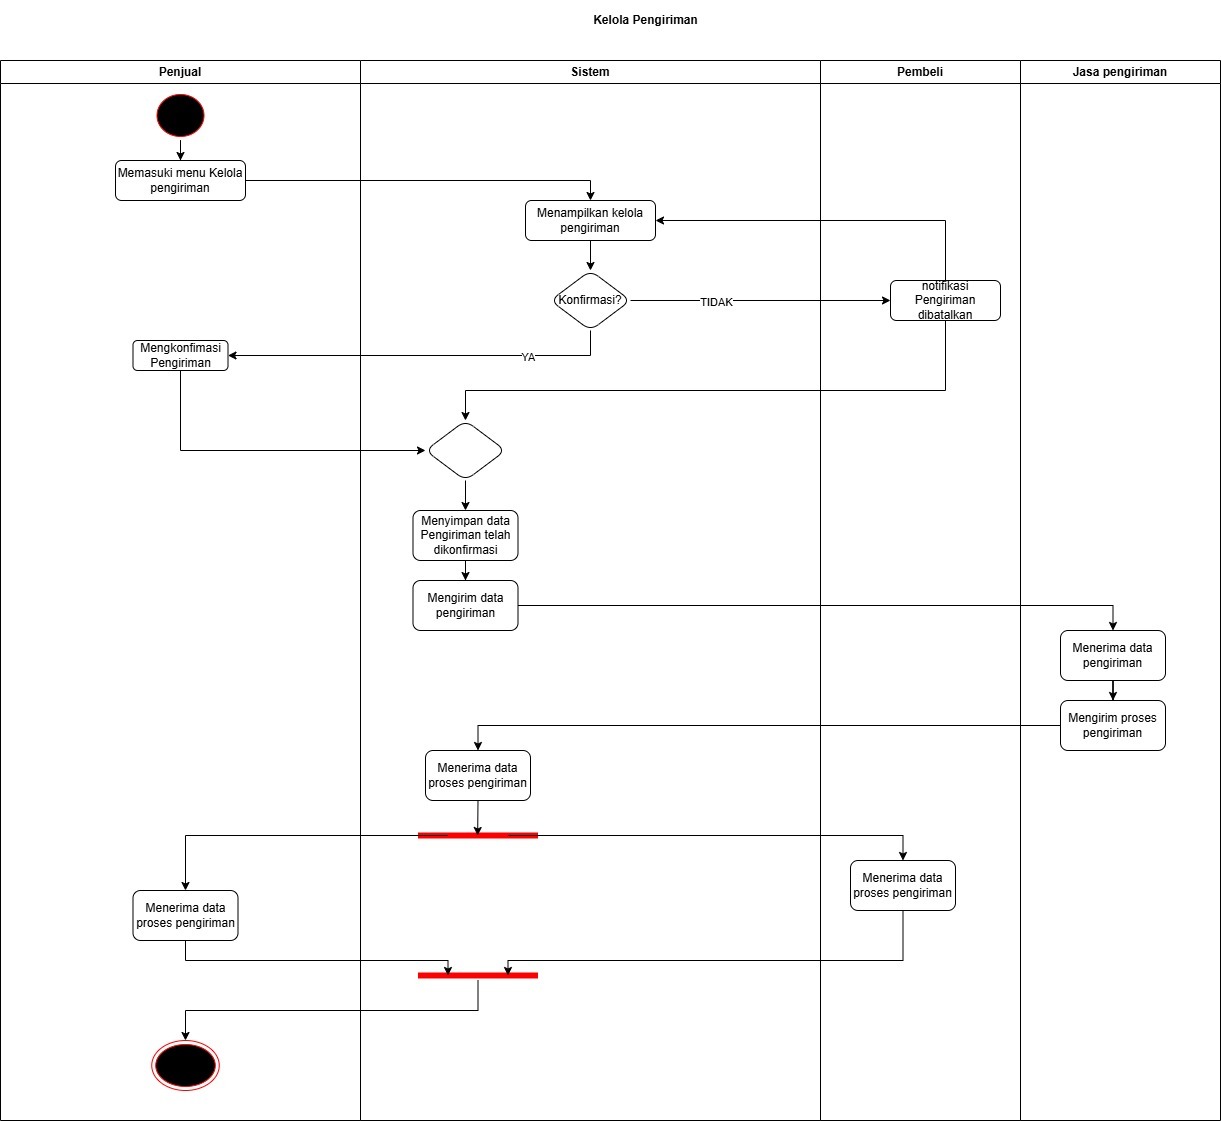 Kelola Pengiriman
Penjual
Sistem
Pembeli
Jasa pengiriman
Memasuki menu Kelola
pengiriman
Menampilkan kelola
pengiriman
Konfirmasi?
TIDAK
notifikasi
Pengiriman
dibatalkan
YA
Mengkonfimasi
Pengiriman
Menyimpan data
Pengiriman telah
dikonfirmasi
Mengirim data
pengiriman
Menerima data
pengiriman
Mengirim proses
pengiriman
Menerima data
proses pengiriman
Menerima data
proses pengiriman
Menerima data
proses pengiriman